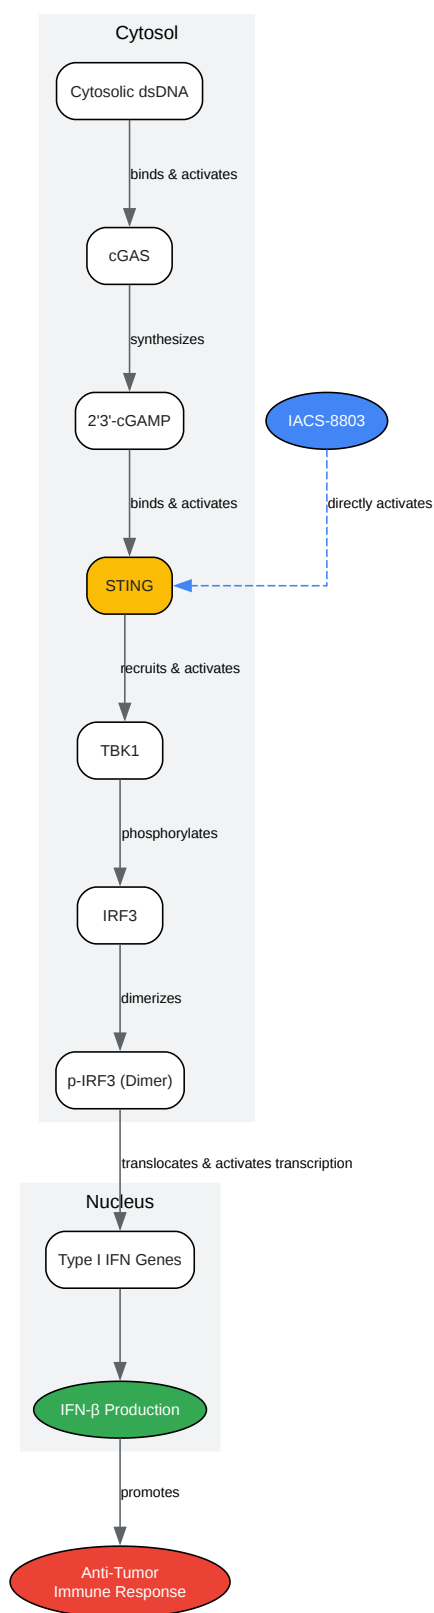 Cytosol
Cytosolic dsDNA
binds & activates
cGAS
synthesizes
2'3'-cGAMP
IACS-8803
binds & activates
directly activates
STING
recruits & activates
TBK1
phosphorylates
IRF3
dimerizes
p-IRF3 (Dimer)
translocates & activates transcription
Nucleus
Type I IFN Genes
IFN-β Production
promotes
Anti-Tumor
Immune Response